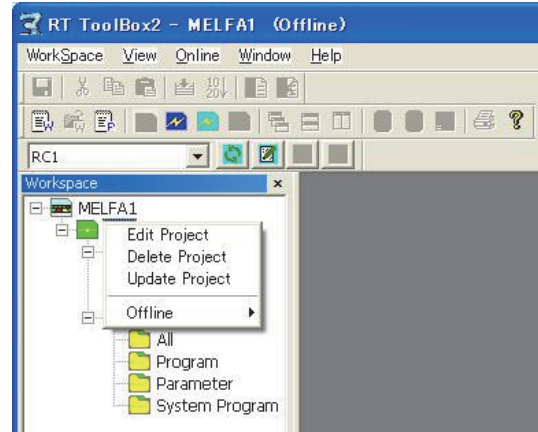 RT ToolBox2 - MELFA1 (Offline)
WorkSpace View Online Window Help
RC1
Workspace
MELFA1
Edit Project
Delete Project
Update Project
Offline
All
Program
Parameter
System Program